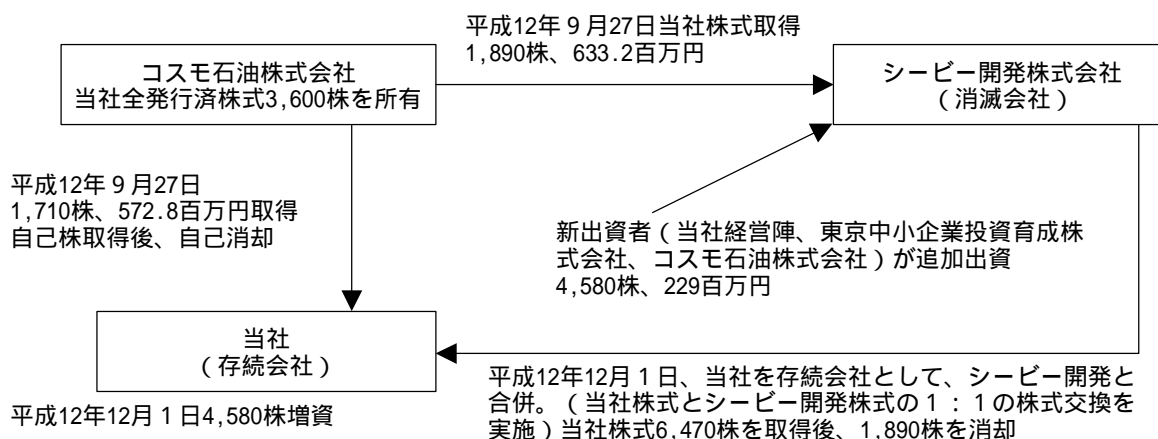 平成12年９月27日当社株式取得
1,890株、633.2百万円
コスモ石油株式会社
当社全発行済株式3,600株を所有
シービー開発株式会社
（消滅会社）
平成12年９月27日
1,710株、572.8百万円取得
自己株取得後、自己消却
新出資者（当社経営陣、東京中小企業投資育成株
式会社、コスモ石油株式会社）が追加出資
4,580株、229百万円
当社
（存続会社）
平成12年12月１日4,580株増資
平成12年12月１日、当社を存続会社として、シービー開発と
合併。（当社株式とシービー開発株式の１：１の株式交換を
実施）当社株式6,470株を取得後、1,890株を消却